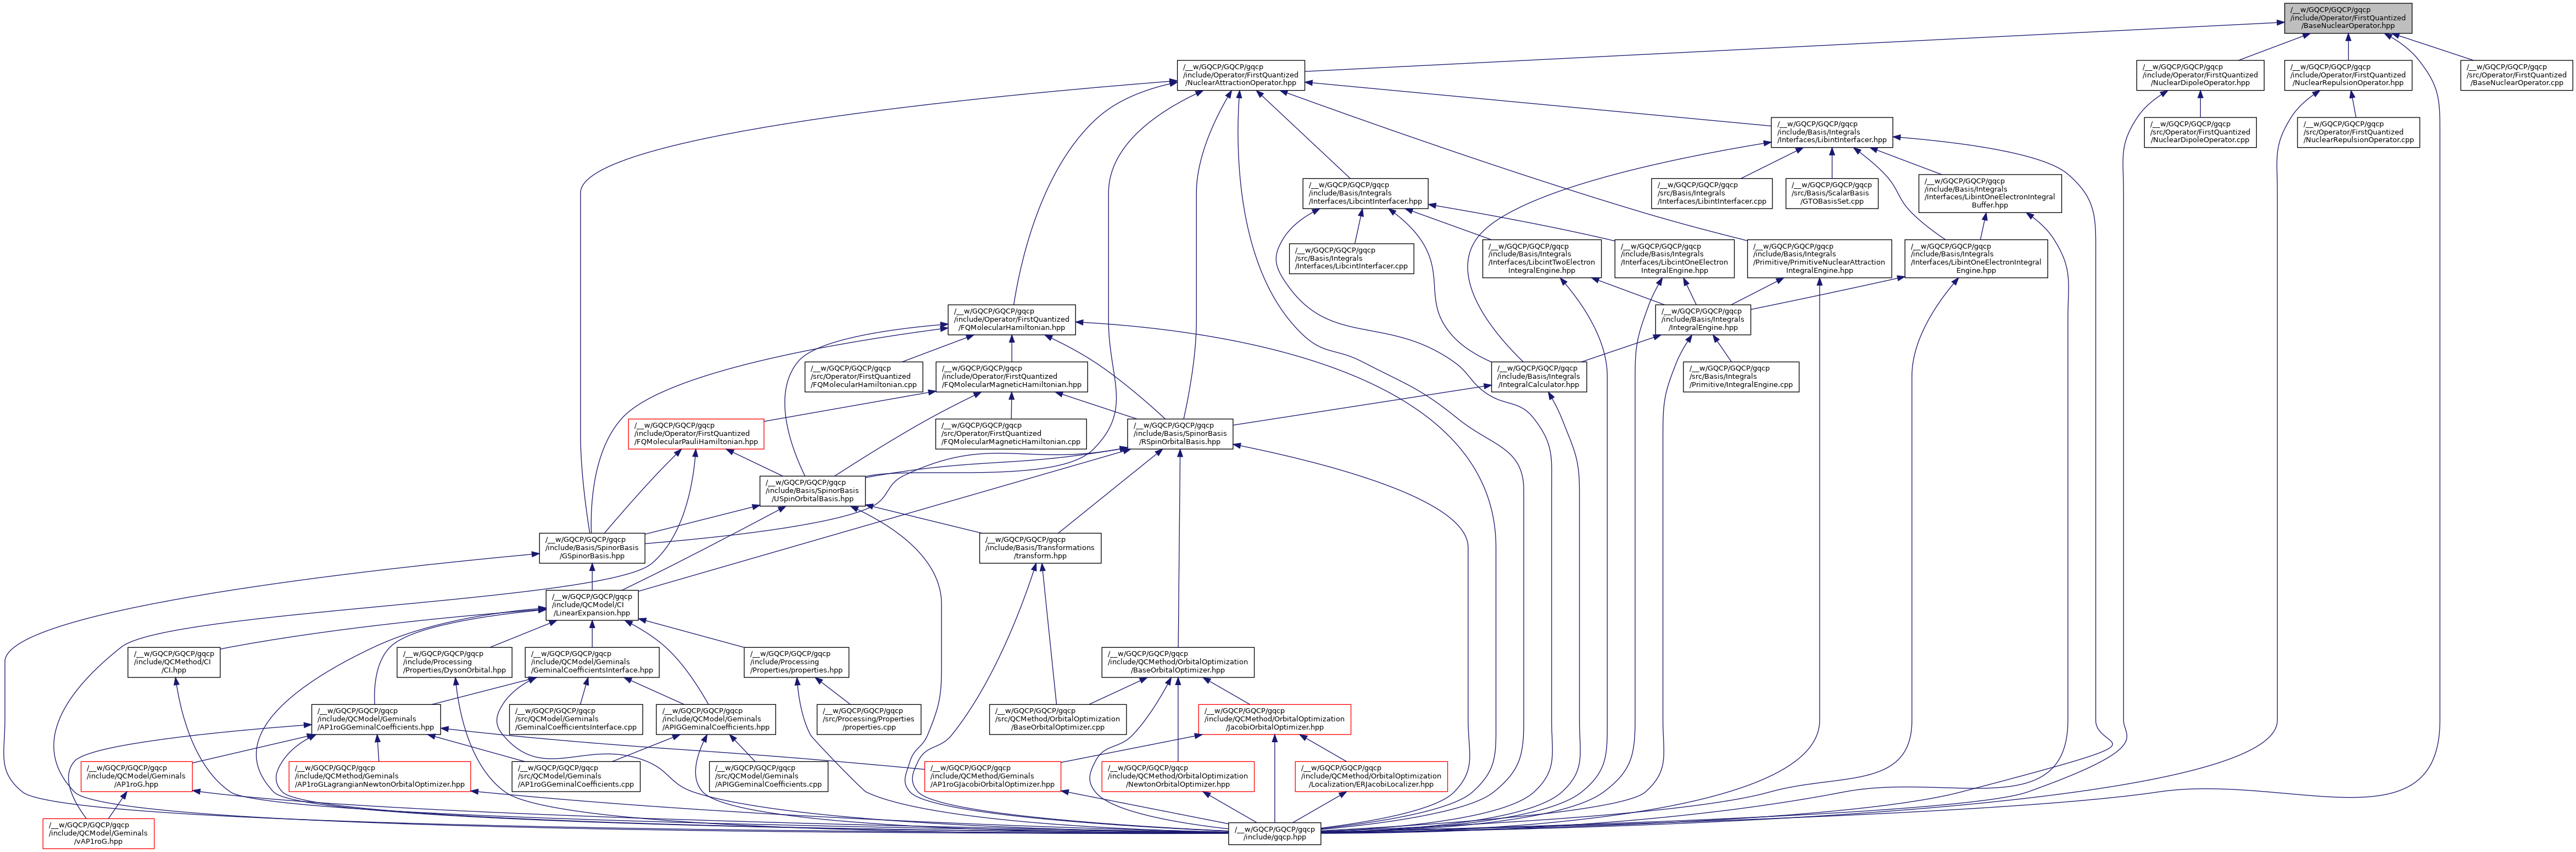 /__w/GQCP/GQCP/gqcp
/include/Operator/FirstQuantized
/BaseNuclearOperator.hpp
/__w/GQCP/GQCP/gqcp
/include/Operator/FirstQuantized
/NuclearAttractionOperator.hpp
/__w/GQCP/GQCP/gqcp
/include/Operator/FirstQuantized
/NuclearDipoleOperator.hpp
/__w/GQCP/GQCP/gqcp
/include/Operator/FirstQuantized
/NuclearRepulsionOperator.hpp
/__w/GQCP/GQCP/gqcp
/src/Operator/FirstQuantized
/BaseNuclearOperator.cpp
/__w/GQCP/GQCP/gqcp
/include/Basis/Integrals
/Interfaces/LibintInterfacer.hpp
/__w/GQCP/GQCP/gqcp
/src/Operator/FirstQuantized
/NuclearDipoleOperator.cpp
/__w/GQCP/GQCP/gqcp
/src/Operator/FirstQuantized
/NuclearRepulsionOperator.cpp
/__w/GQCP/GQCP/gqcp
/include/Basis/Integrals
/Interfaces/LibcintInterfacer.hpp
/__w/GQCP/GQCP/gqcp
/src/Basis/Integrals
/Interfaces/LibintInterfacer.cpp
/__w/GQCP/GQCP/gqcp
/src/Basis/ScalarBasis
/GTOBasisSet.cpp
/__w/GQCP/GQCP/gqcp
/include/Basis/Integrals
/Interfaces/LibintOneElectronIntegral
Buffer.hpp
/__w/GQCP/GQCP/gqcp
/src/Basis/Integrals
/Interfaces/LibcintInterfacer.cpp
/__w/GQCP/GQCP/gqcp
/include/Basis/Integrals
/Interfaces/LibcintTwoElectron
IntegralEngine.hpp
/__w/GQCP/GQCP/gqcp
/include/Basis/Integrals
/Interfaces/LibcintOneElectron
IntegralEngine.hpp
/__w/GQCP/GQCP/gqcp
/include/Basis/Integrals
/Primitive/PrimitiveNuclearAttraction
IntegralEngine.hpp
/__w/GQCP/GQCP/gqcp
/include/Basis/Integrals
/Interfaces/LibintOneElectronIntegral
Engine.hpp
/__w/GQCP/GQCP/gqcp
/include/Operator/FirstQuantized
/FQMolecularHamiltonian.hpp
/__w/GQCP/GQCP/gqcp
/include/Basis/Integrals
/IntegralEngine.hpp
/__w/GQCP/GQCP/gqcp
/src/Operator/FirstQuantized
/FQMolecularHamiltonian.cpp
/__w/GQCP/GQCP/gqcp
/include/Operator/FirstQuantized
/FQMolecularMagneticHamiltonian.hpp
/__w/GQCP/GQCP/gqcp
/include/Basis/Integrals
/IntegralCalculator.hpp
/__w/GQCP/GQCP/gqcp
/src/Basis/Integrals
/Primitive/IntegralEngine.cpp
/__w/GQCP/GQCP/gqcp
/include/Operator/FirstQuantized
/FQMolecularPauliHamiltonian.hpp
/__w/GQCP/GQCP/gqcp
/src/Operator/FirstQuantized
/FQMolecularMagneticHamiltonian.cpp
/__w/GQCP/GQCP/gqcp
/include/Basis/SpinorBasis
/RSpinOrbitalBasis.hpp
/__w/GQCP/GQCP/gqcp
/include/Basis/SpinorBasis
/USpinOrbitalBasis.hpp
/__w/GQCP/GQCP/gqcp
/include/Basis/SpinorBasis
/GSpinorBasis.hpp
/__w/GQCP/GQCP/gqcp
/include/Basis/Transformations
/transform.hpp
/__w/GQCP/GQCP/gqcp
/include/QCModel/CI
/LinearExpansion.hpp
/__w/GQCP/GQCP/gqcp
/include/QCMethod/CI
/CI.hpp
/__w/GQCP/GQCP/gqcp
/include/Processing
/Properties/DysonOrbital.hpp
/__w/GQCP/GQCP/gqcp
/include/QCModel/Geminals
/GeminalCoefficientsInterface.hpp
/__w/GQCP/GQCP/gqcp
/include/Processing
/Properties/properties.hpp
/__w/GQCP/GQCP/gqcp
/include/QCMethod/OrbitalOptimization
/BaseOrbitalOptimizer.hpp
/__w/GQCP/GQCP/gqcp
/include/QCModel/Geminals
/AP1roGGeminalCoefficients.hpp
/__w/GQCP/GQCP/gqcp
/src/QCModel/Geminals
/GeminalCoefficientsInterface.cpp
/__w/GQCP/GQCP/gqcp
/include/QCModel/Geminals
/APIGGeminalCoefficients.hpp
/__w/GQCP/GQCP/gqcp
/src/Processing/Properties
/properties.cpp
/__w/GQCP/GQCP/gqcp
/src/QCMethod/OrbitalOptimization
/BaseOrbitalOptimizer.cpp
/__w/GQCP/GQCP/gqcp
/include/QCMethod/OrbitalOptimization
/JacobiOrbitalOptimizer.hpp
/__w/GQCP/GQCP/gqcp
/include/QCModel/Geminals
/AP1roG.hpp
/__w/GQCP/GQCP/gqcp
/include/QCMethod/Geminals
/AP1roGLagrangianNewtonOrbitalOptimizer.hpp
/__w/GQCP/GQCP/gqcp
/src/QCModel/Geminals
/AP1roGGeminalCoefficients.cpp
/__w/GQCP/GQCP/gqcp
/src/QCModel/Geminals
/APIGGeminalCoefficients.cpp
/__w/GQCP/GQCP/gqcp
/include/QCMethod/Geminals
/AP1roGJacobiOrbitalOptimizer.hpp
/__w/GQCP/GQCP/gqcp
/include/QCMethod/OrbitalOptimization
/NewtonOrbitalOptimizer.hpp
/__w/GQCP/GQCP/gqcp
/include/QCMethod/OrbitalOptimization
/Localization/ERJacobiLocalizer.hpp
/__w/GQCP/GQCP/gqcp
/include/QCModel/Geminals
/vAP1roG.hpp
/__w/GQCP/GQCP/gqcp
/include/gqcp.hpp